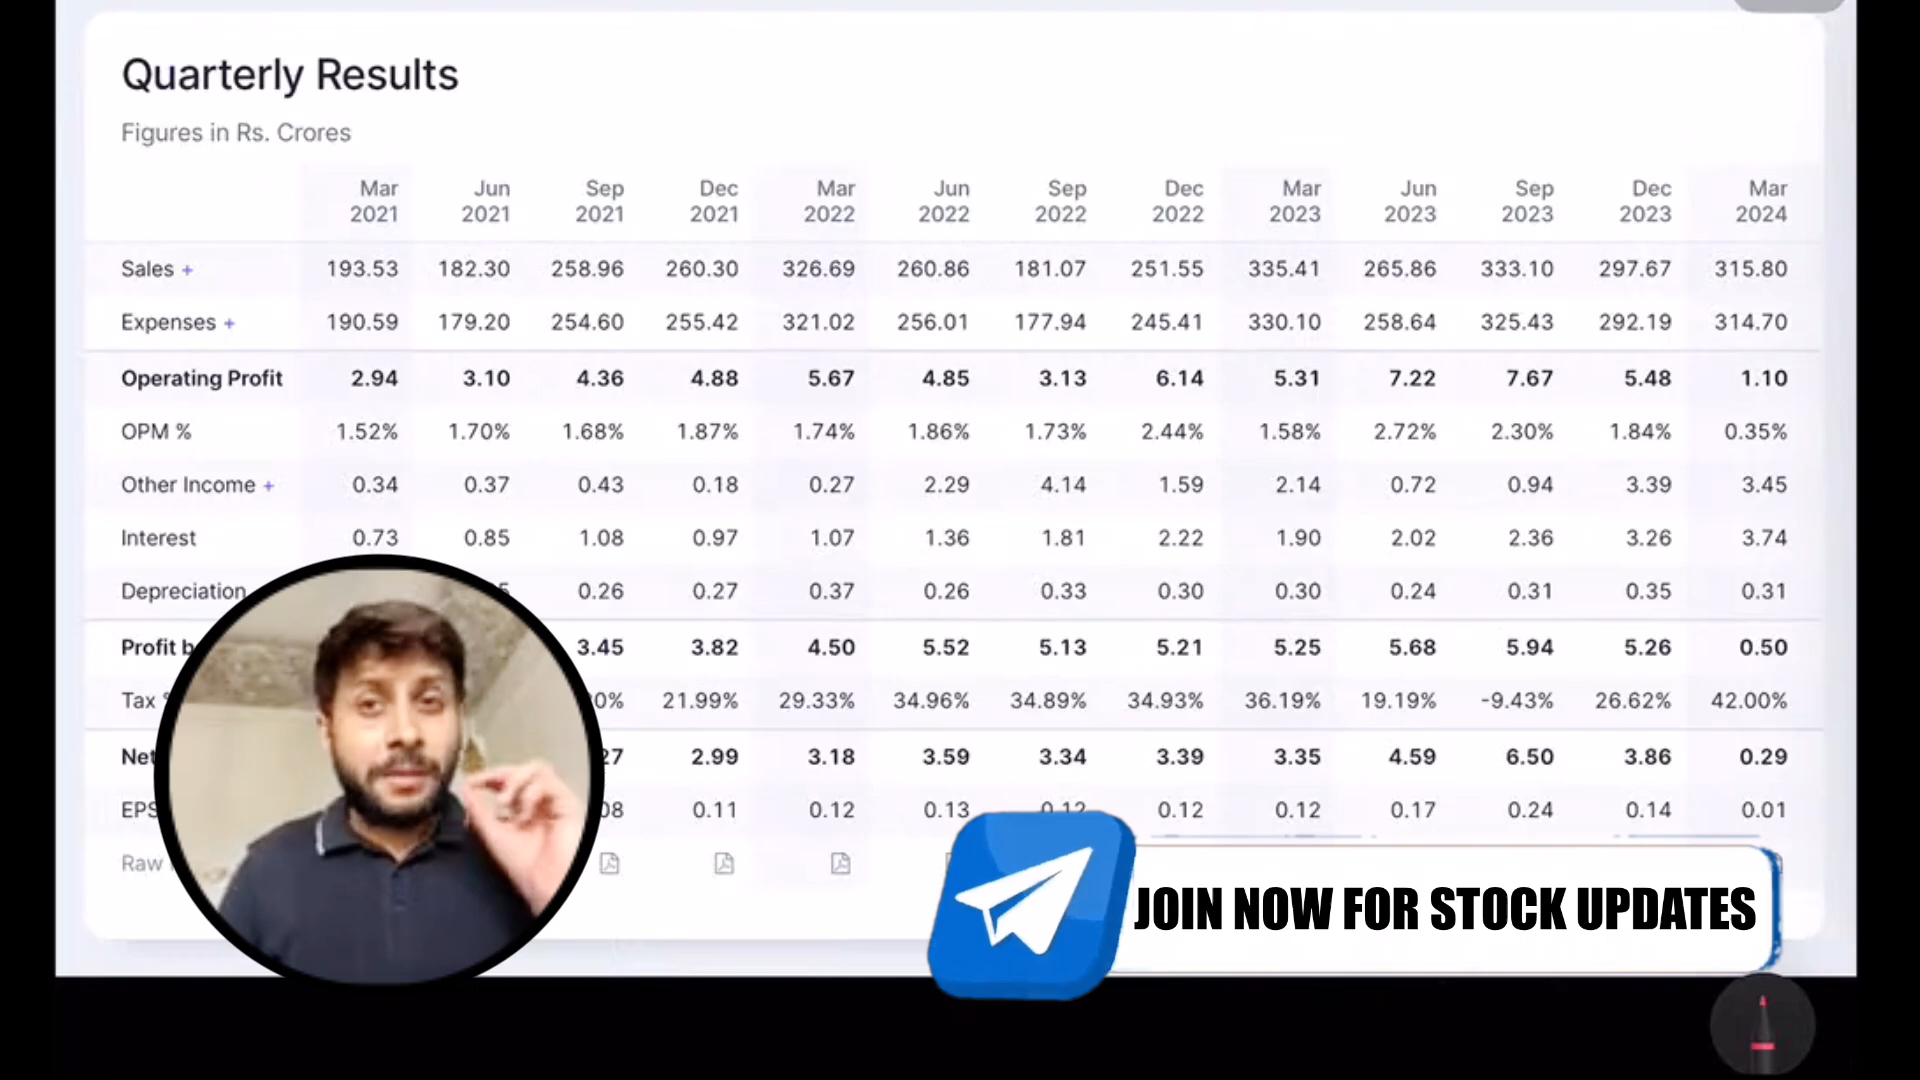 Quarterly Results
Figures in Rs. Crores
Mar Jun Sep Dec Mar Jun Sep Dec Mar Jun Sep Dec Mar
2021 2021 2021 2021 2022 2022 2022 2022 2023 2023 2023 2023 2024
Sales + 193.53 182.30 258.96 260.30 326.69 260.86 181.07 251.55 335.41 265.86 333.10 297.67 315.80
Expenses + 190.59 179.20 254.60 255.42 321.02 256.01 177.94 245.41 330.10 258.64 325.43 292.19 314.70
Operating Profit 2.94 3.10 4.36 4.88 5.67 4.85 3.13 6.14 5.31 7.22 7.67 5.48 1.10
OPM % 1.52% 1.70% 1.68% 1.87% 1.74% 1.86% 1.73% 2.44% 1.58% 2.72% 2.30% 1.84% 0.35%
Other Income + 0.34 0.37 0.43 0.18 0.27 2.29 4.14 1.59 2.14 0.72 0.94 3.39 3.45
Interest 0.73 0.85 1.08 0.97 1.07 1.36 1.81 2.22 1.90 2.02 2.36 3.26 3.74
Depreciation 0.26 0.27 0.37 0.26 0.33 0.30 0.30 0.24 0.31 0.35 0.31
Profit 3.45 3.82 4.50 5.52 5.13 5.21 5.25 5.68 5.94 5.26 0.50
Tax 21.99% 29.33% 34.96% 34.89% 34.93% 36.19% 19.19% -9.43% 26.62% 42.00%
Net 2.99 3.18 3.59 3.34 3.39 3.35 4.59 6.50 3.86 0.29
EPS 0.11 0.12 0.13 0.12 0.12 0.12 0.17 0.24 0.14 0.01
Raw
JOIN NOW FOR STOCK UPDATES